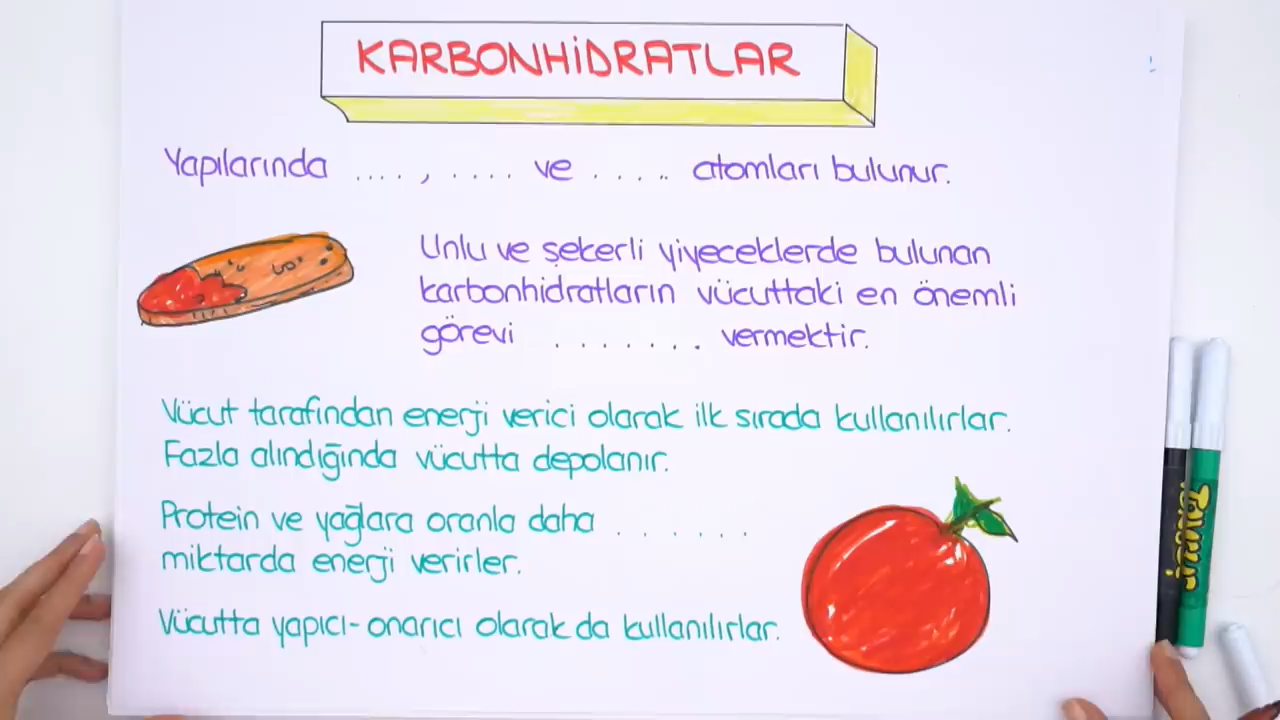 KARBONHİDRATLAR
Yapılarında ...., .... ve ..... atomları bulunur.
Unlu ve şekerli yiyeceklerde bulunan
karbonhidratların vücuttaki en önemli
görevi ....... vermektir.
Vücut tarafından enerji verici olarak ilk sırada kullanılırlar.
Fazla alındığında vücutta depolanır.
Protein ve yağlara oranla daha ......
miktarda enerji verirler.
Vücutta yapıcı-onarıcı olarak da kullanılırlar.